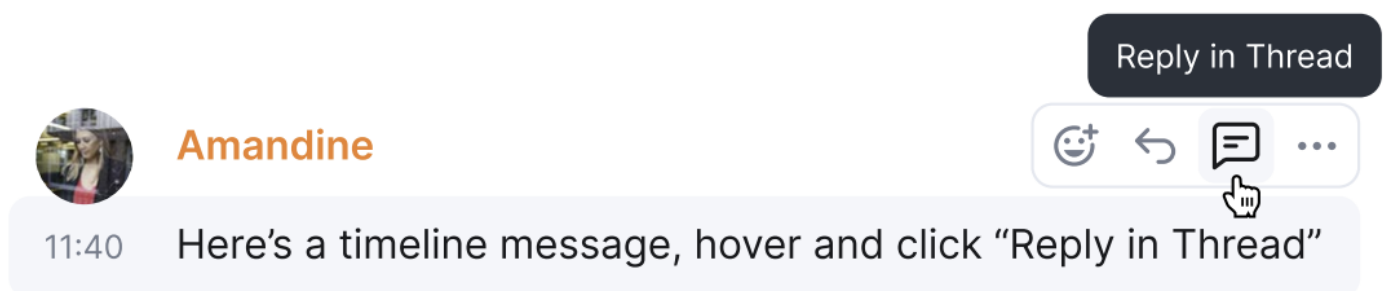 Reply in Thread
Amandine
11:40 Here’s a timeline message, hover and click “Reply in Thread”